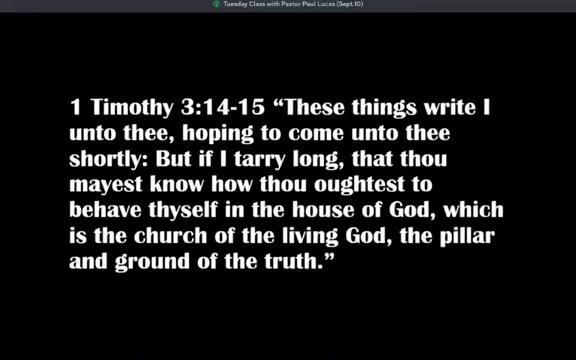 Tuesday Class with Pastor Paul Lucas (Sept.10)
1 Timothy 3:14-15 “These things write I
unto thee, hoping to come unto thee
shortly: But if I tarry long, that thou
mayest know how thou oughtest to
behave thyself in the house of God, which
is the church of the living God, the pillar
and ground of the truth.”